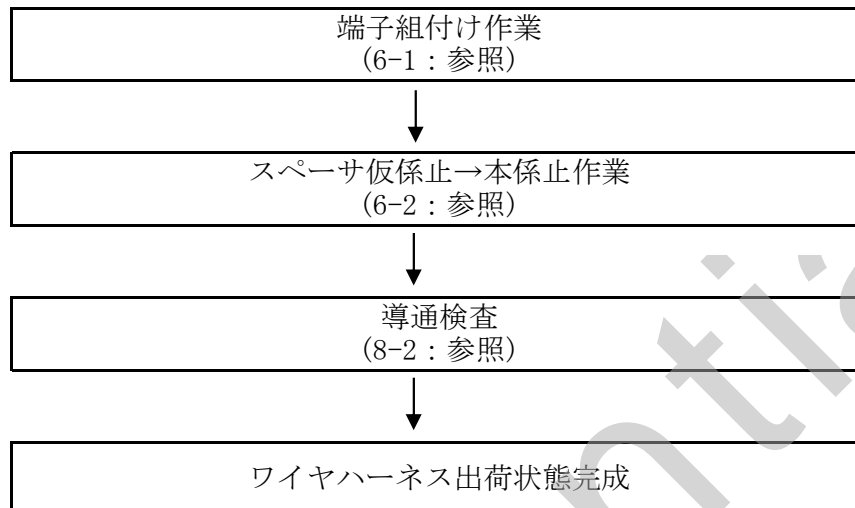 端子組付け作業
(6-1：参照)
スペーサ仮係止→本係止作業
(6-2：参照)
導通検査
(8-2：参照)
ワイヤハーネス出荷状態完成